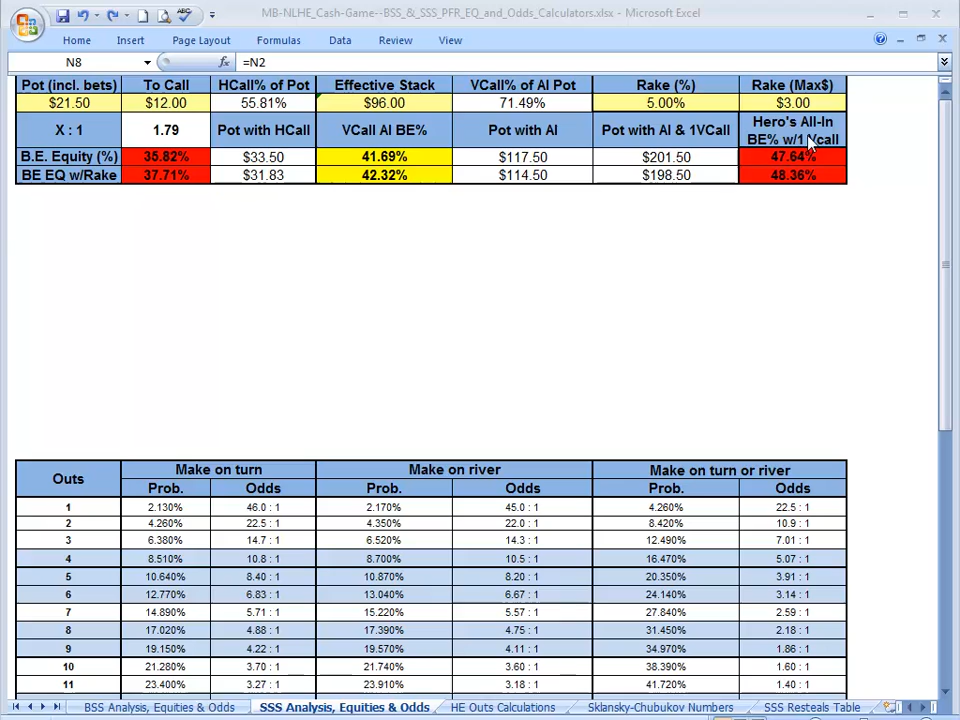 MB-NLHE_Cash-Game--BSS_&_SSS_PFR_EQ_and_Odds_Calculators.xlsx - Microsoft Excel
Home Insert Page Layout Formulas Data Review View
N8 fx =N2
Pot (incl. bets) To Call HCall% of Pot Effective Stack VCall% of AI Pot Rake (%) Rake (Max$)
$21.50 $12.00 55.81% $96.00 71.49% 5.00% $3.00
X : 1 1.79 Pot with HCall VCall AI BE% Pot with AI Pot with AI & 1VCall Hero's All-In
BE% w/1 Vcall
B.E. Equity (%) 35.82% $33.50 41.69% $117.50 $201.50 47.64%
BE EQ w/Rake 37.71% $31.83 42.32% $114.50 $198.50 48.36%
Outs Make on turn Make on river Make on turn or river
Prob. Odds Prob. Odds Prob. Odds
1 2.130% 46.0 : 1 2.170% 45.0 : 1 4.260% 22.5 : 1
2 4.260% 22.5 : 1 4.350% 22.0 : 1 8.420% 10.9 : 1
3 6.380% 14.7 : 1 6.520% 14.3 : 1 12.490% 7.01 : 1
4 8.510% 10.8 : 1 8.700% 10.5 : 1 16.470% 5.07 : 1
5 10.640% 8.40 : 1 10.870% 8.20 : 1 20.350% 3.91 : 1
6 12.770% 6.83 : 1 13.040% 6.67 : 1 24.140% 3.14 : 1
7 14.890% 5.71 : 1 15.220% 5.57 : 1 27.840% 2.59 : 1
8 17.020% 4.88 : 1 17.390% 4.75 : 1 31.450% 2.18 : 1
9 19.150% 4.22 : 1 19.570% 4.11 : 1 34.970% 1.86 : 1
10 21.280% 3.70 : 1 21.740% 3.60 : 1 38.390% 1.60 : 1
11 23.400% 3.27 : 1 23.910% 3.18 : 1 41.720% 1.40 : 1
BSS Analysis, Equities & Odds SSS Analysis, Equities & Odds HE Outs Calculations Sklansky-Chubukov Numbers SSS Resteals Table